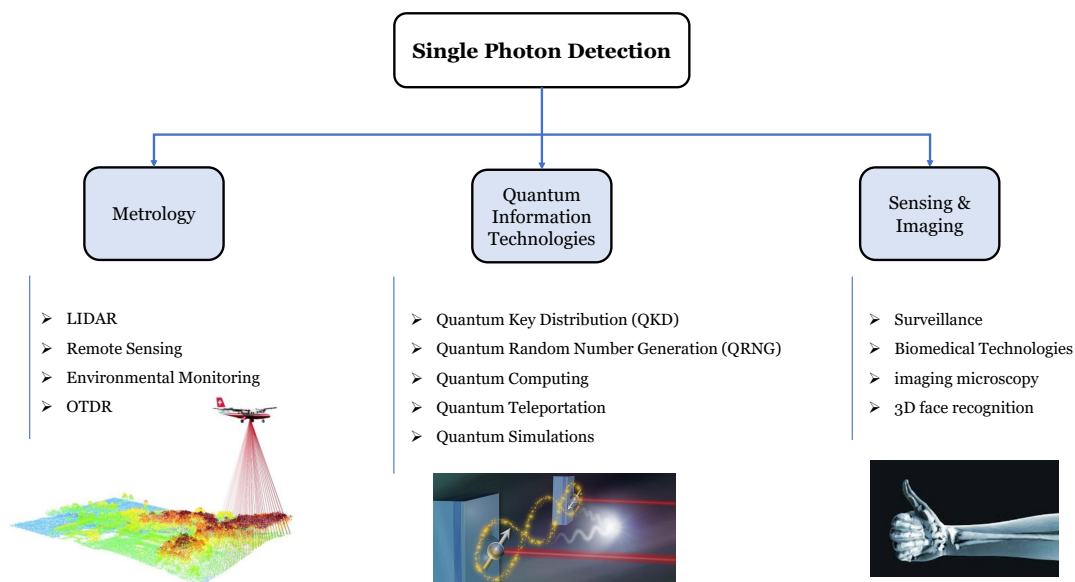 Single Photon Detection
Metrology
Quantum
Information
Technologies
Sensing &
Imaging
LIDAR
Remote Sensing
Environmental Monitoring
OTDR
Quantum Key Distribution (QKD)
Quantum Random Number Generation (QRNG)
Quantum Computing
Quantum Teleportation
Quantum Simulations
Surveillance
Biomedical Technologies
imaging microscopy
3D face recognition